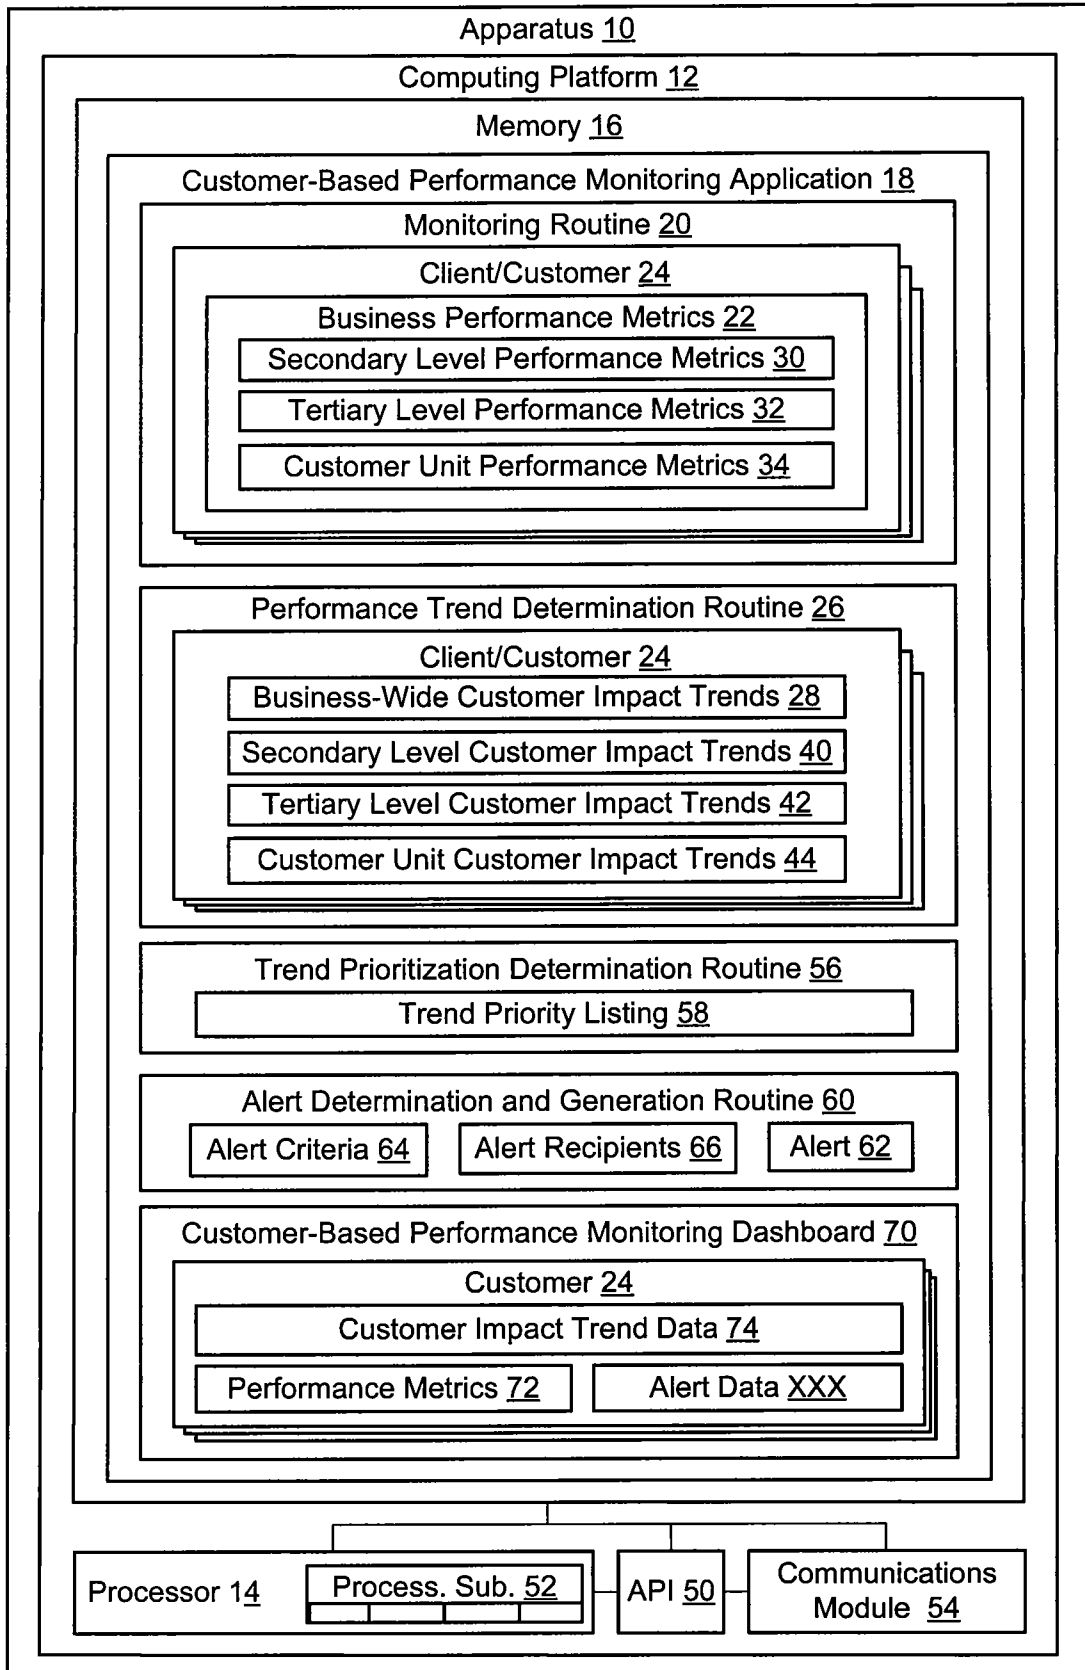 Apparatus 10
Computing Platform 12
Memory 16
Customer-Based Performance Monitoring Application 18
Monitoring Routine 20
Client/Customer 24
Business Performance Metrics 22
Secondary Level Performance Metrics 30
Tertiary Level Performance Metrics 32
Customer Unit Performance Metrics 34
Performance Trend Determination Routine 26
Client/Customer 24
Business-Wide Customer Impact Trends 28
Secondary Level Customer Impact Trends 40
Tertiary Level Customer Impact Trends 42
Customer Unit Customer Impact Trends 44
Trend Prioritization Determination Routine 56
Trend Priority Listing 58
Alert Determination and Generation Routine 60
Alert Criteria 64
Alert Recipients 66
Alert 62
Customer-Based Performance Monitoring Dashboard 70
Customer 24
Customer Impact Trend Data 74
Performance Metrics 72
Alert Data XXX
Processor 14
Process. Sub. 52
API 50
Communications
Module 54